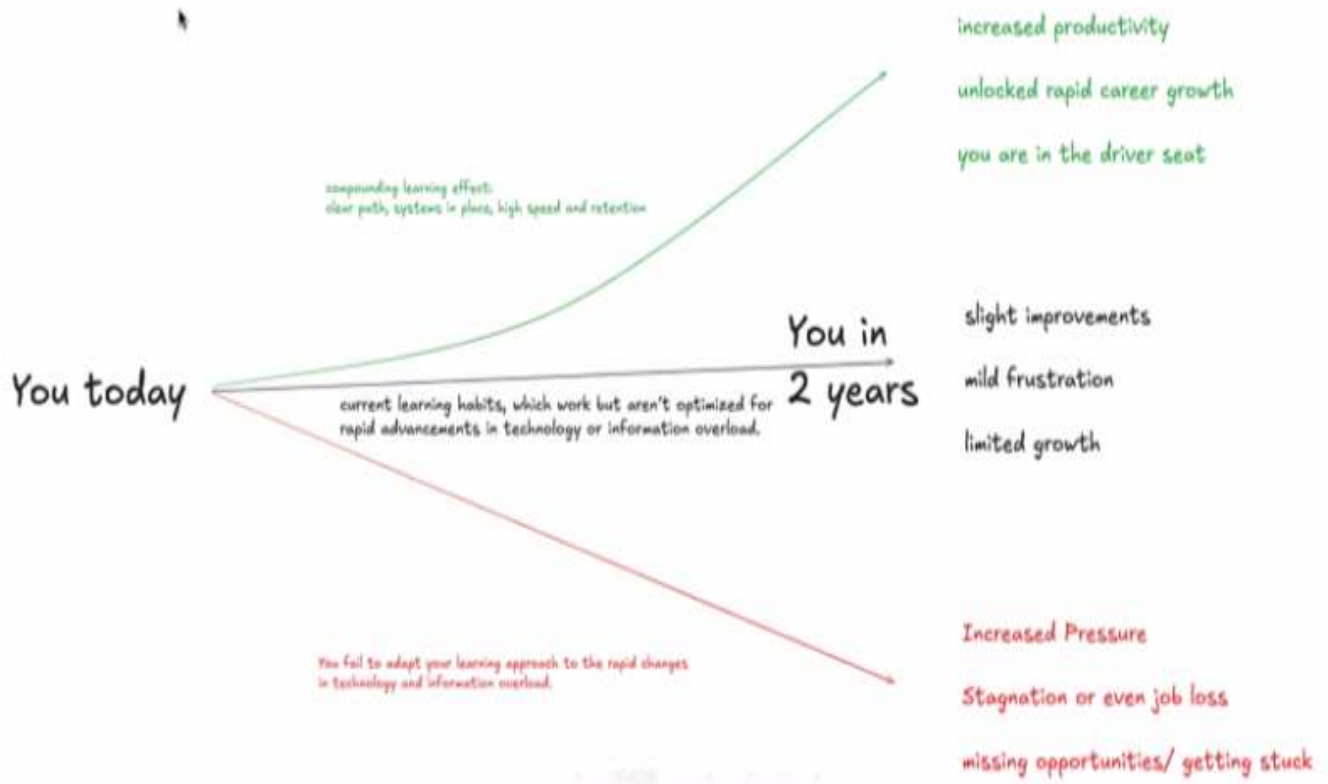 increased productivity
unlocked rapid career growth
you are in the driver seat
compounding learning effect:
clear path, systems in place, high speed and retention
You today
You in
2 years
current learning habits, which work but aren't optimized for
rapid advancements in technology or information overload.
slight improvements
mild frustration
limited growth
You fail to adapt your learning approach to the rapid changes
in technology and information overload.
Increased Pressure
Stagnation or even job loss
missing opportunities/ getting stuck